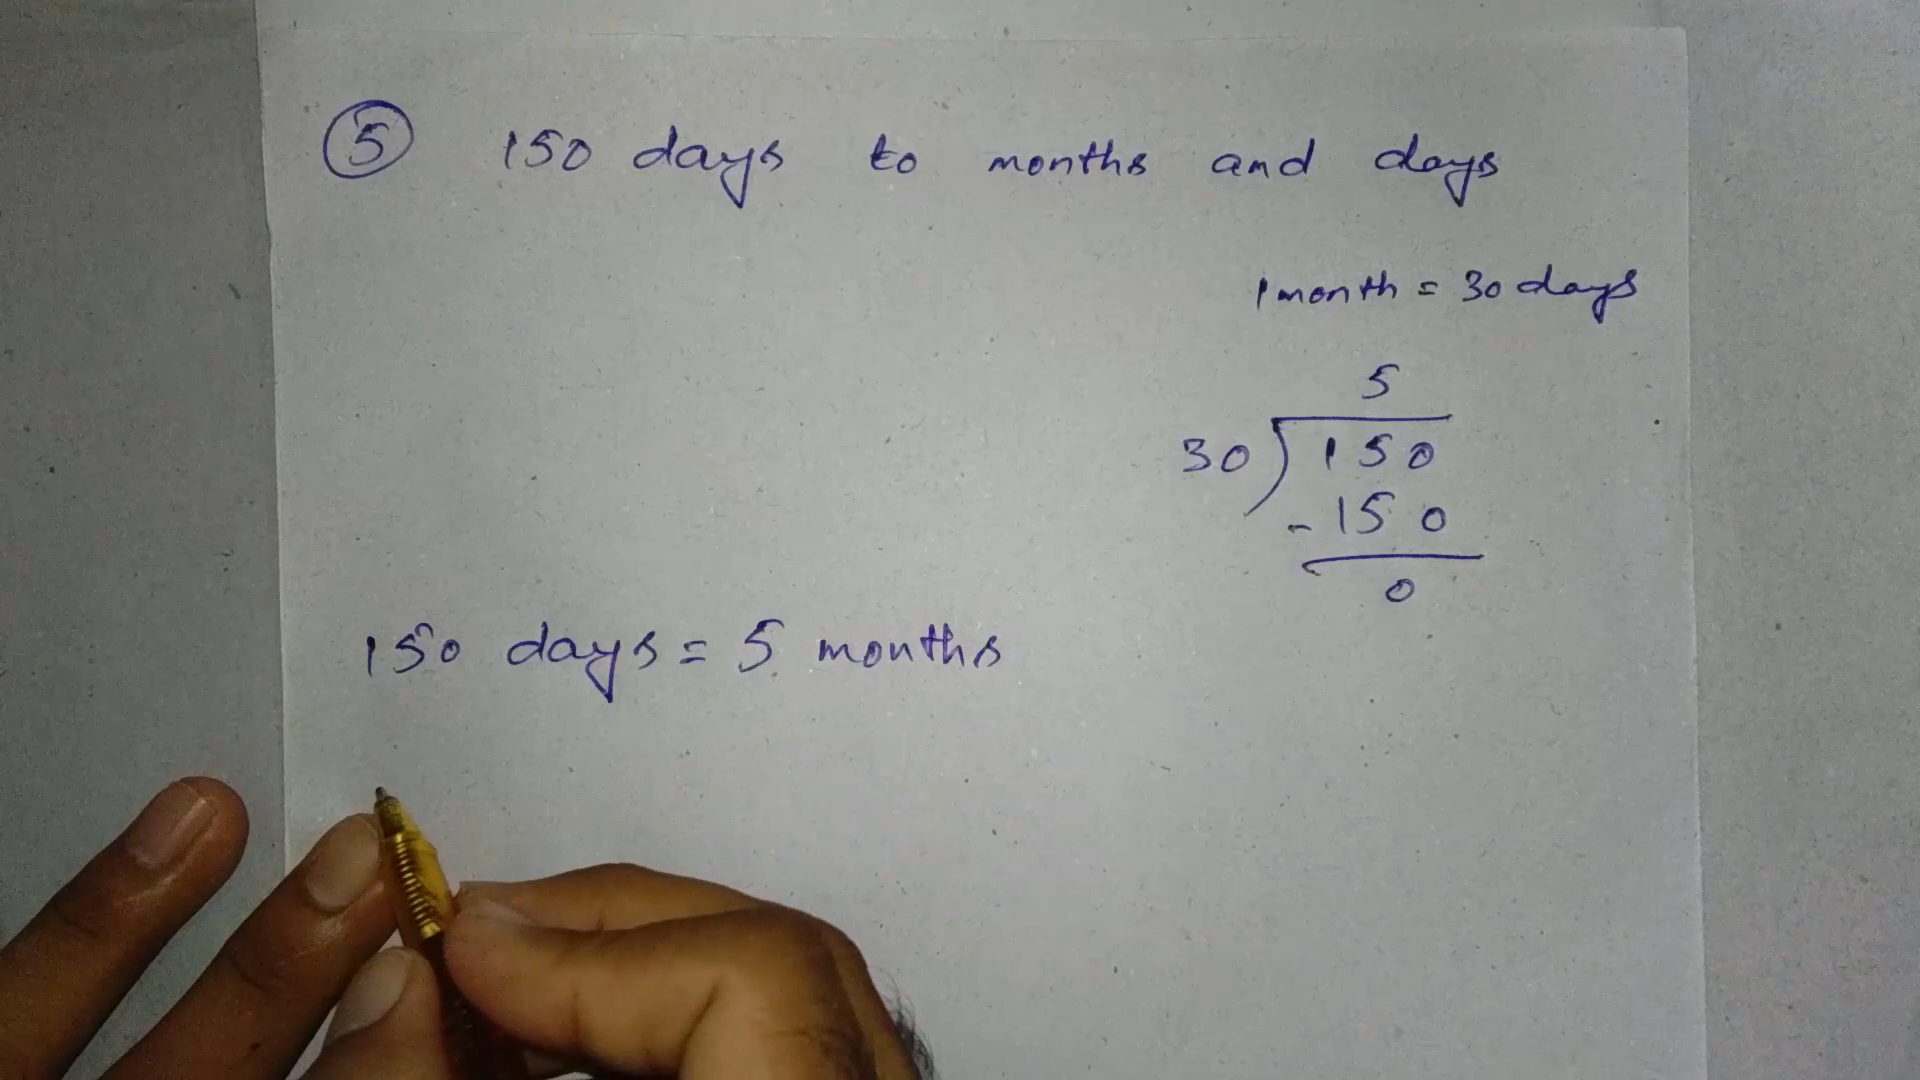 5 150 days to months and days
1 month = 30 days
5
30 ) 150
- 150
0
150 days = 5 months